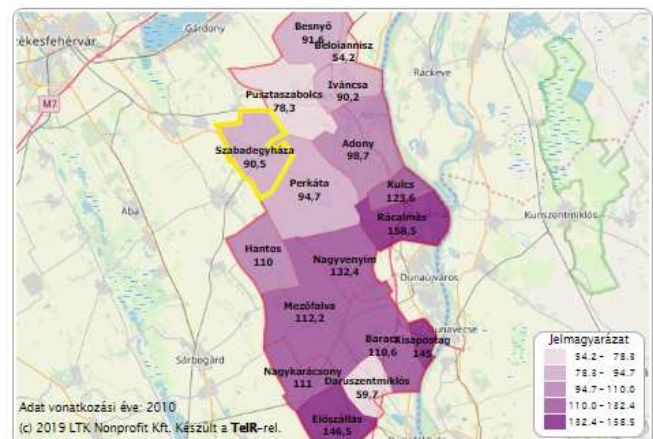 Besnyő
91,6
Beloiannisz
54,2
Gárdony
M7
Ráckeve
Iváncsa
90,2
Pusztaszabolcs
78,3
Adony
98,7
Szabadegyháza
90,5
Perkáta
94,7
Kulcs
123,6
Rácalmás
158,5
Aba
Kunszentmiklós
Hantos
110
Nagyvenyim
132,4
Dunaújváros
Mezőfalva
112,2
Baracs
110,6
Kisapostag
145
Sárbogárd
Nagykarácsony
111
Daruszentmiklós
59,7
Előszállás
146,5
Jelmagyarázat
54.2 - 78.3
78.3 - 94.7
94.7 - 110.0
110.0 - 132.4
132.4 - 158.5
Adat vonatkozási éve: 2010
(c) 2019 LTK Nonprofit Kft. Készült a TeIR-rel.